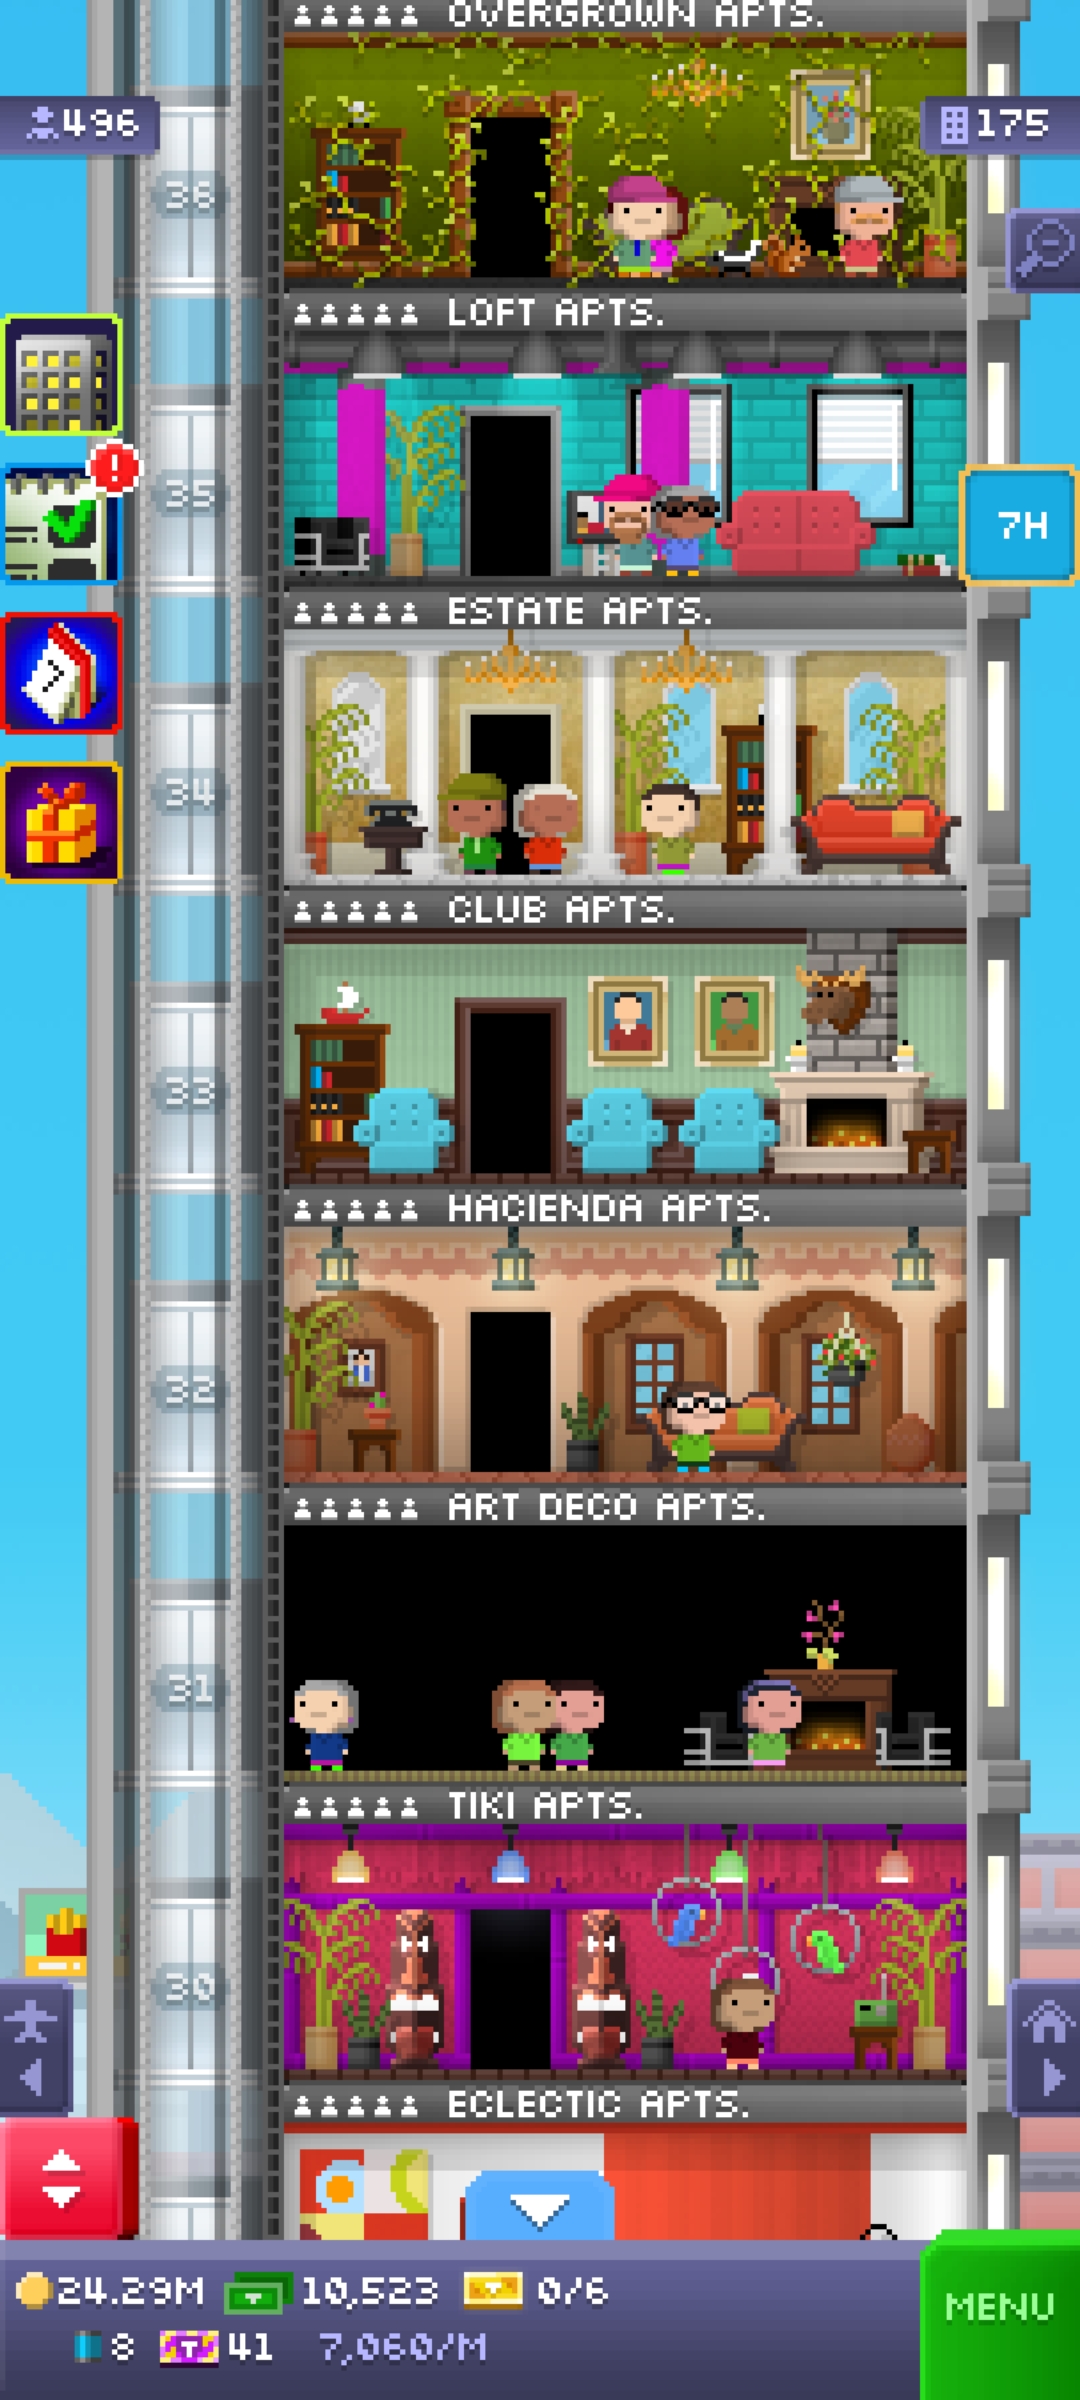 OVERGROWN APTS.
496
175
36
LOFT APTS.
35
7H
ESTATE APTS.
34
CLUB APTS.
33
HACIENDA APTS.
32
ART DECO APTS.
31
TIKI APTS.
30
ECLECTIC APTS.
24.29M 10,523 0/6
8 T 41 7,060/M
MENU